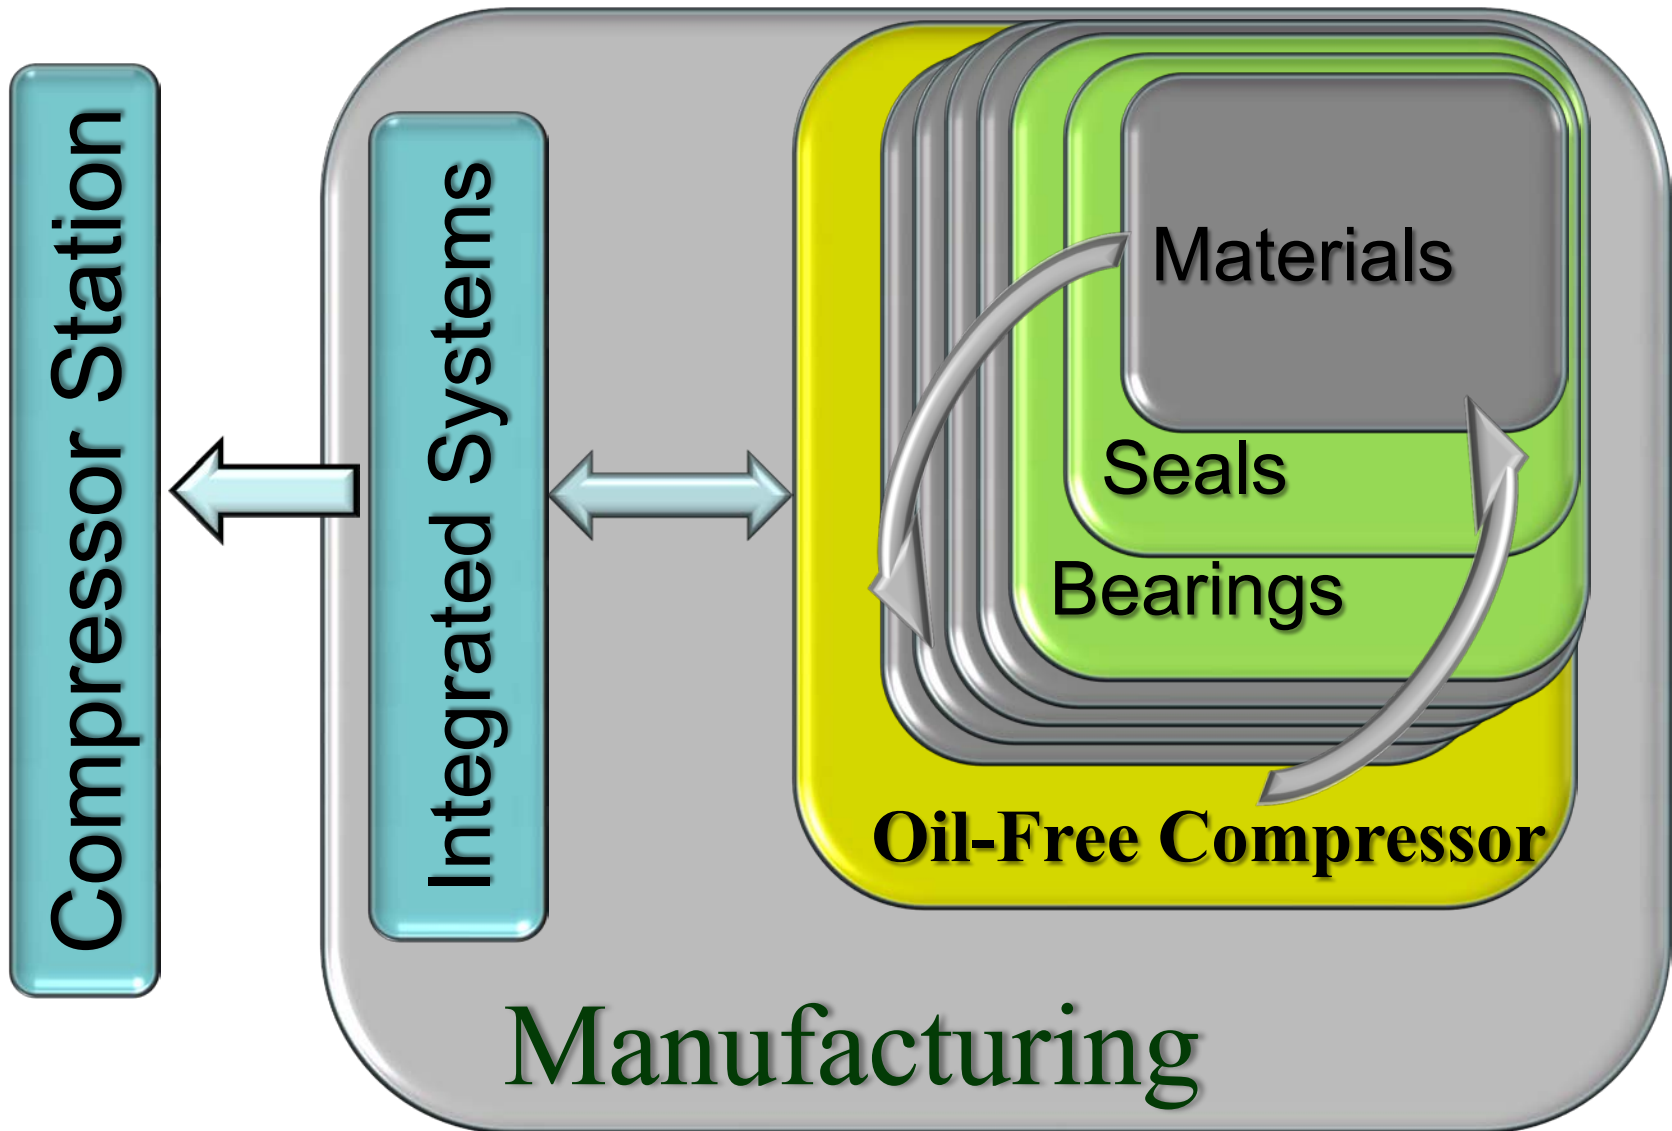 Compressor Station
Integrated Systems
Materials
Seals
Bearings
Oil-Free Compressor
Manufacturing